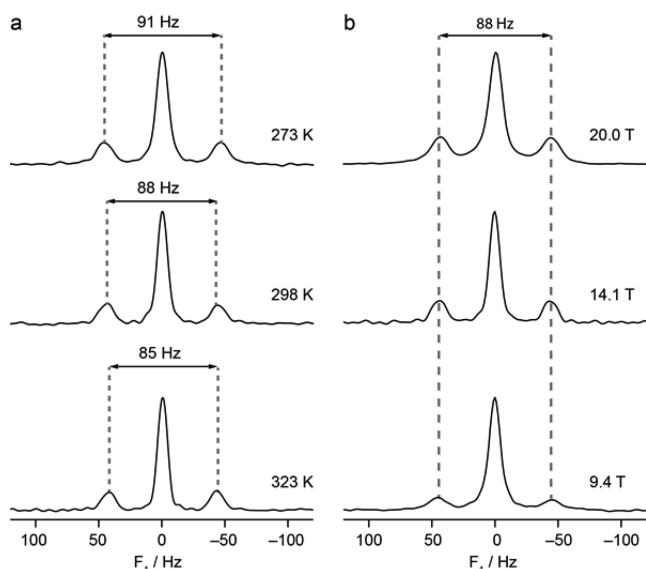 a
91 Hz
273 K
88 Hz
298 K
85 Hz
323 K
100 50 0 –50 –100
F₁ / Hz
b
88 Hz
20.0 T
14.1 T
9.4 T
100 50 0 –50 –100
F₁ / Hz